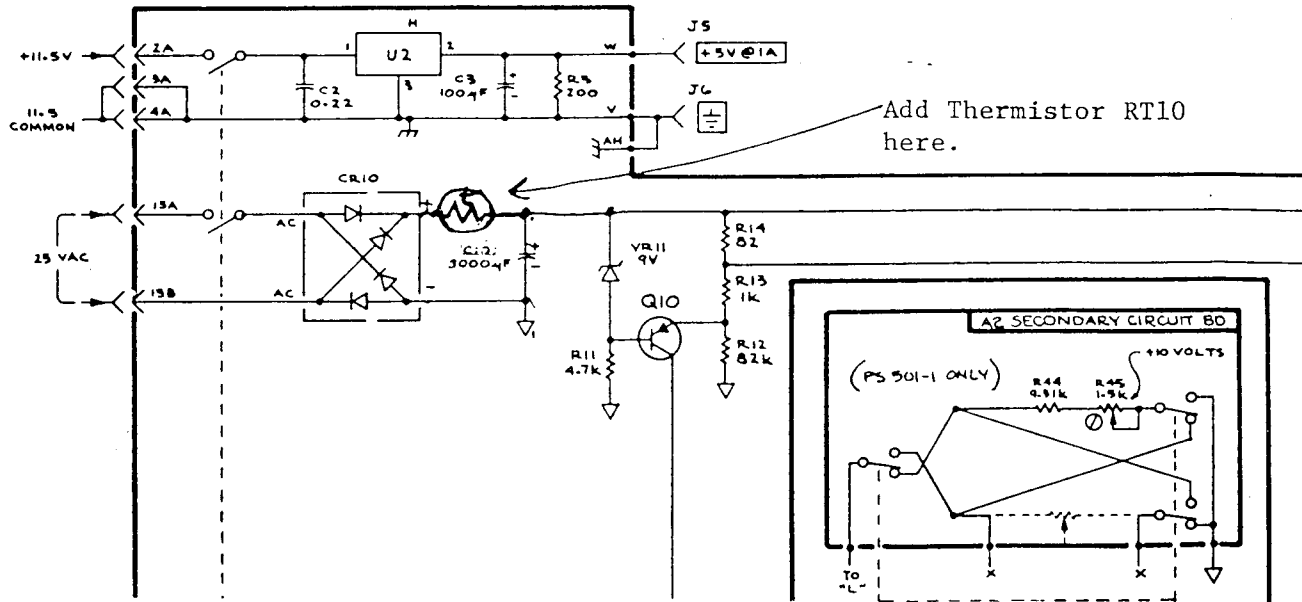 H
J5
+11.5V
2A
1
U2
2
W
+5V@1A
3A
3
C2
0.22
C3
100µF
+
-
R3
200
J6
11.5
COMMON
4A
V
AH
Add Thermistor RT10
here.
CR10
15A
AC
+
25 VAC
3000µF
+
-
VR11
9V
R14
82
R13
1K
13B
AC
-
Q10
R11
4.7K
R12
82K
A2 SECONDARY CIRCUIT BD
+10 VOLTS
(PS 501-1 ONLY)
R44
R45
1.5K
TO
"L"
X
X